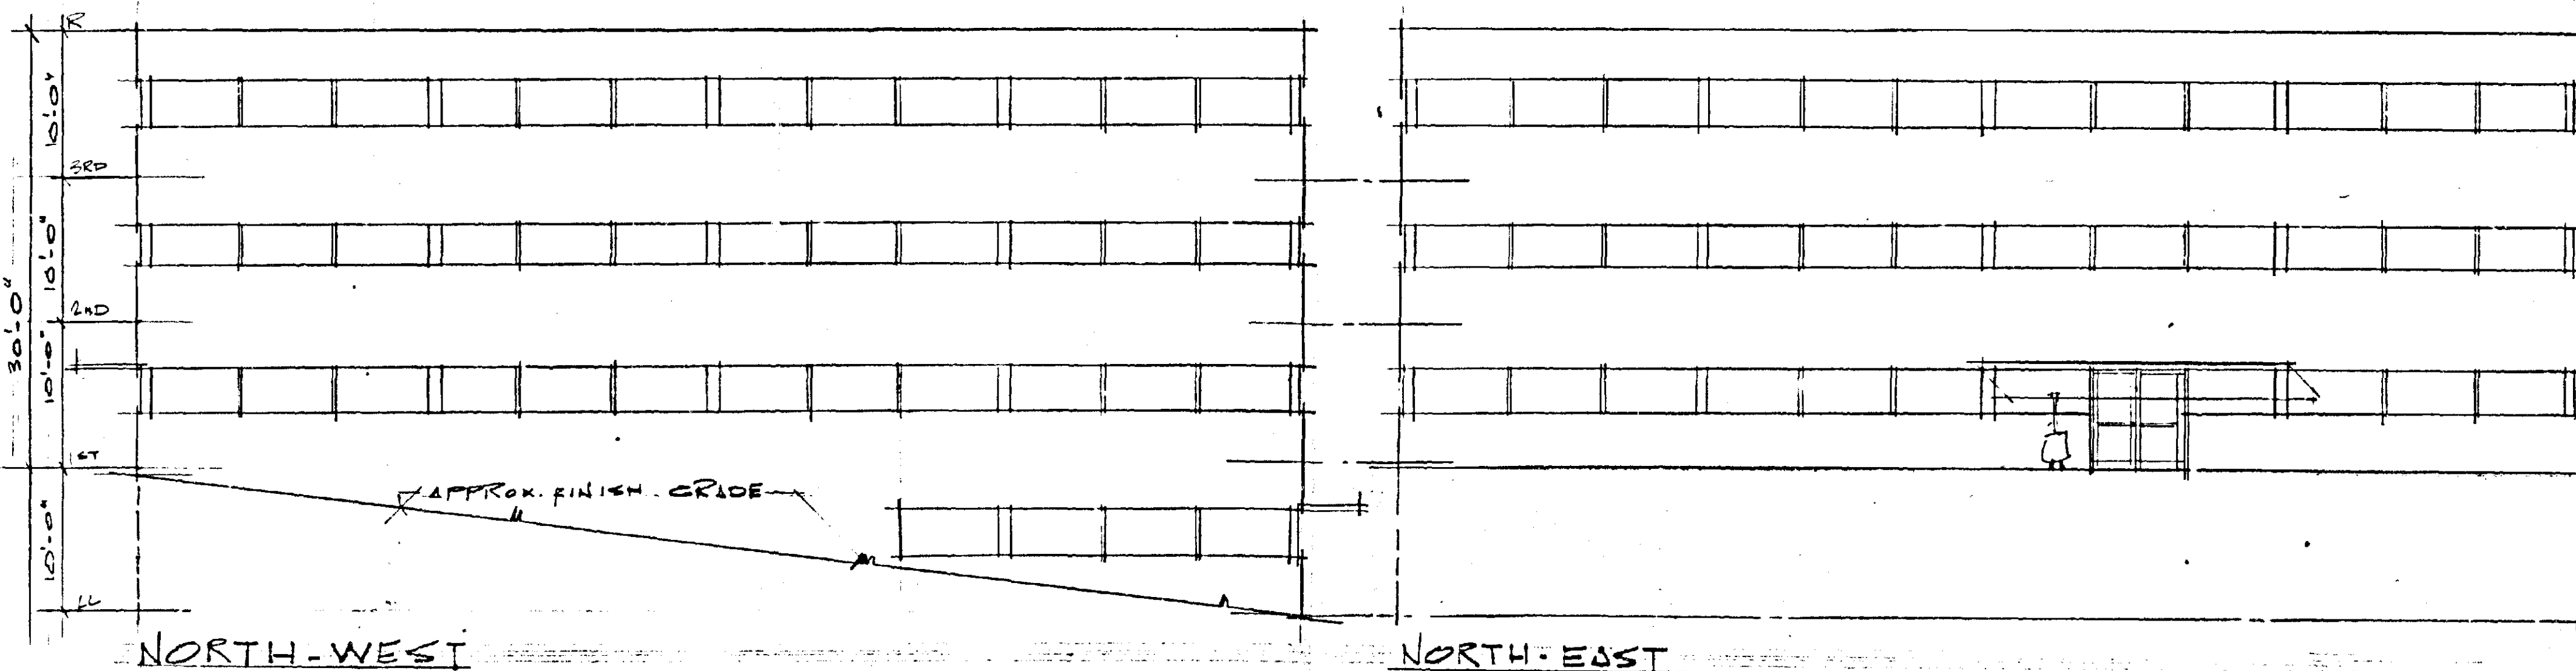 R
10'-0"
3RD
10'-0"
30'-0"
2ND
10'-0"
1ST
APPROX. FINISH GRADE
10'-0"
LL
NORTH-WEST
NORTH-EAST